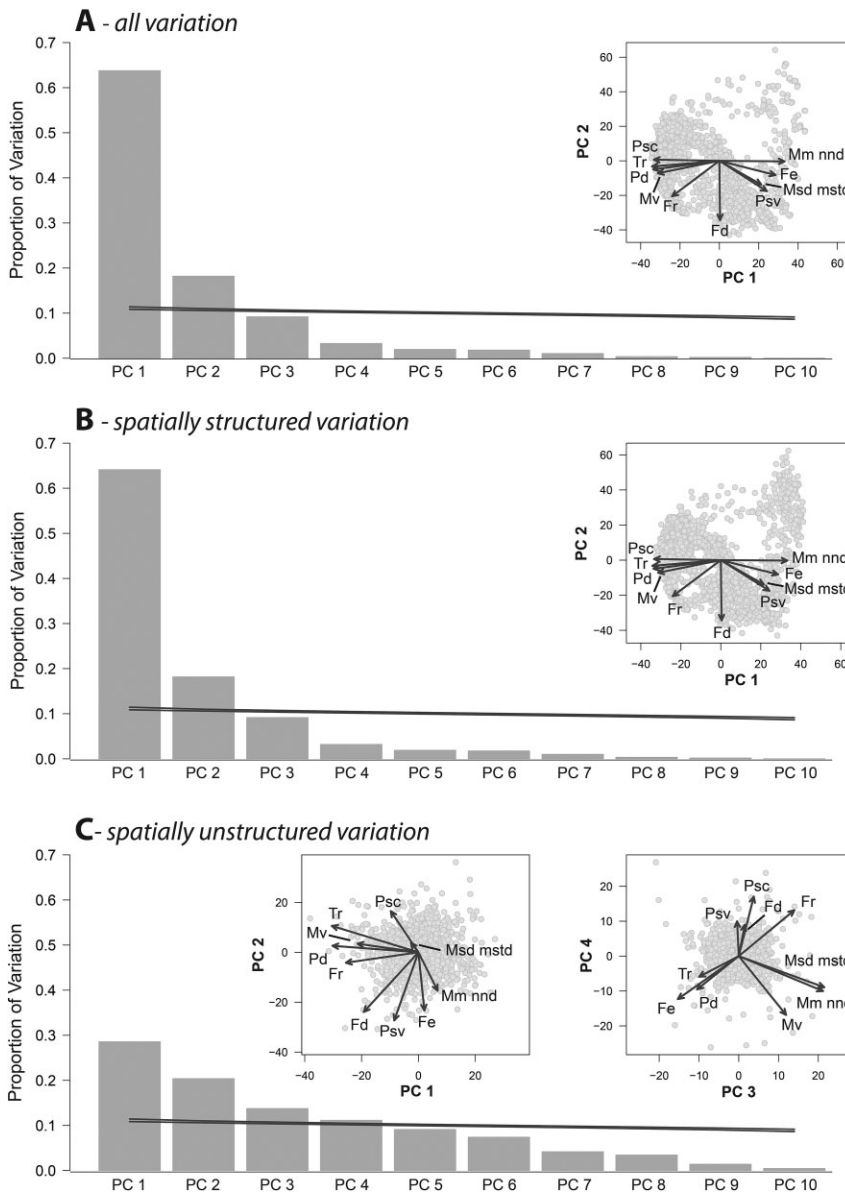 A - all variation
Proportion of Variation
0.7
0.6
0.5
0.4
0.3
0.2
0.1
0.0
PC 1 PC 2 PC 3 PC 4 PC 5 PC 6 PC 7 PC 8 PC 9 PC 10
PC 2
60
40
20
0
−20
−40
Psc
Tr
Pd
Mv
Fr
Fd
Psv
Mm nnd
Fe
Msd mstd
−40 −20 0 20 40 60
PC 1
B - spatially structured variation
Proportion of Variation
0.7
0.6
0.5
0.4
0.3
0.2
0.1
0.0
PC 1 PC 2 PC 3 PC 4 PC 5 PC 6 PC 7 PC 8 PC 9 PC 10
PC 2
60
40
20
0
−20
−40
Psc
Tr
Pd
Mv
Fr
Fd
Psv
Mm nnd
Fe
Msd mstd
−40 −20 0 20 40 60
PC 1
C - spatially unstructured variation
Proportion of Variation
0.7
0.6
0.5
0.4
0.3
0.2
0.1
0.0
PC 1 PC 2 PC 3 PC 4 PC 5 PC 6 PC 7 PC 8 PC 9 PC 10
PC 2
20
0
−20
−40
Psc
Tr
Mv
Pd
Fr
Fd
Psv
Fe
Mm nnd
Msd mstd
−40 −20 0 20
PC 1
PC 4
20
10
0
−10
−20
Psc
Fd
Fr
Psv
Msd mstd
Tr
Fe
Pd
Mm nnd
Mv
−20 −10 0 10 20
PC 3